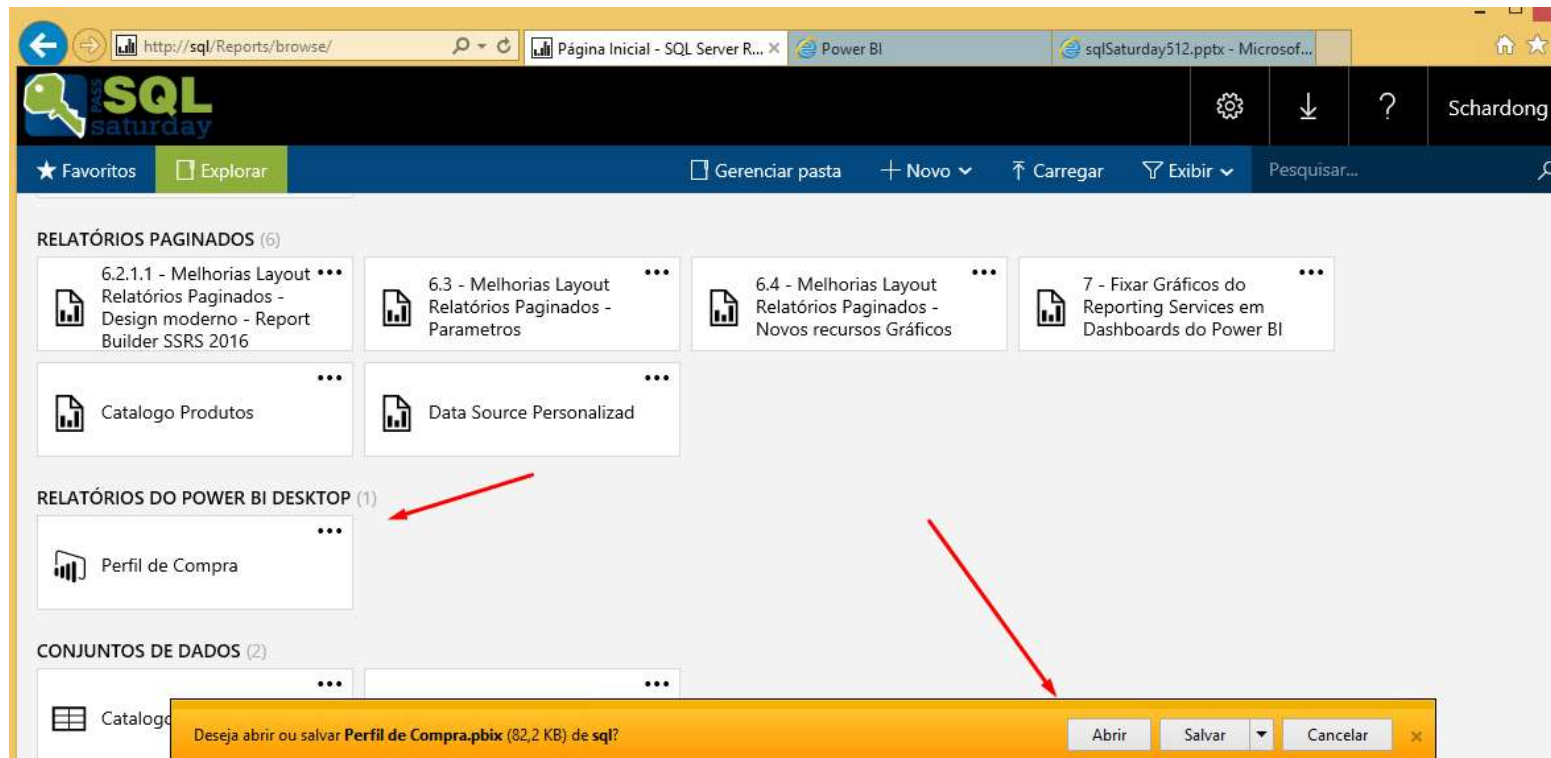 http://sql/Reports/browse/
Página Inicial - SQL Server R...
Power BI
sqlSaturday512.pptx - Microsof...
PASS
SQL
saturday
?
Schardong
Favoritos
Explorar
Gerenciar pasta
Novo
Carregar
Exibir
Pesquisar...
RELATÓRIOS PAGINADOS (6)
6.2.1.1 - Melhorias Layout
Relatórios Paginados -
Design moderno - Report
Builder SSRS 2016
6.3 - Melhorias Layout
Relatórios Paginados -
Parametros
6.4 - Melhorias Layout
Relatórios Paginados -
Novos recursos Gráficos
7 - Fixar Gráficos do
Reporting Services em
Dashboards do Power BI
Catalogo Produtos
Data Source Personalizad
RELATÓRIOS DO POWER BI DESKTOP (1)
Perfil de Compra
CONJUNTOS DE DADOS (2)
Catalogo
Deseja abrir ou salvar Perfil de Compra.pbix (82,2 KB) de sql?
Abrir
Salvar
Cancelar